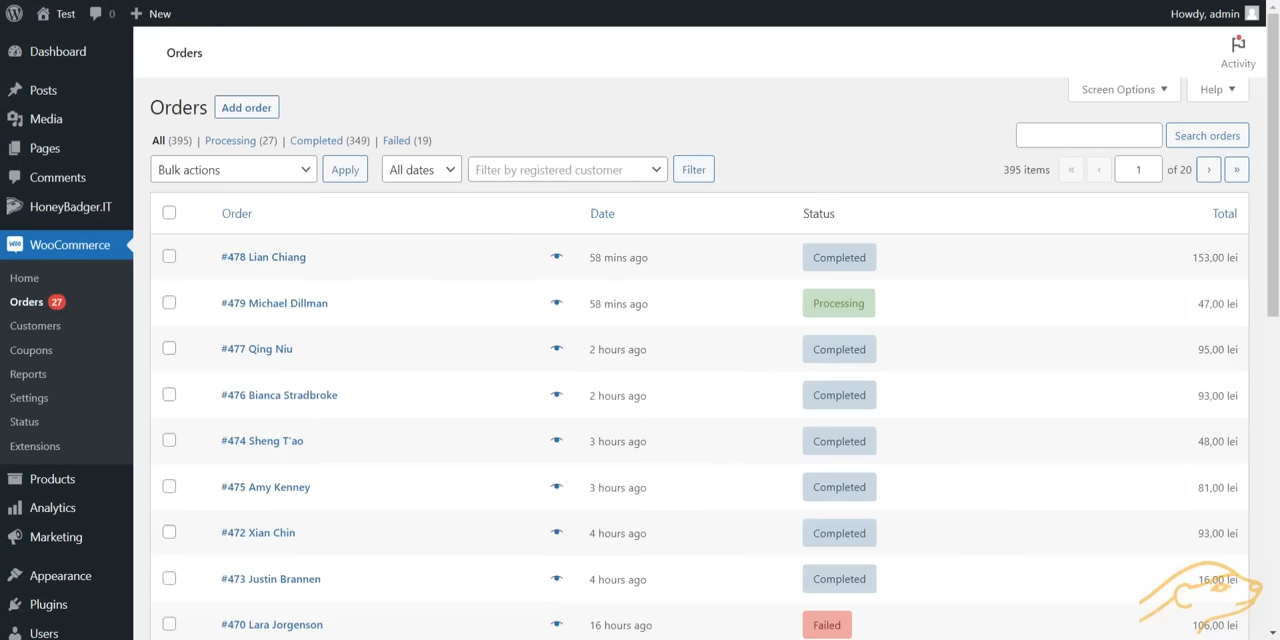 Test 0 New Howdy, admin
Dashboard
Posts
Media
Pages
Comments
HoneyBadger.IT
WooCommerce
Home
Orders 27
Customers
Coupons
Reports
Settings
Status
Extensions
Products
Analytics
Marketing
Appearance
Plugins
Users
Orders
Activity
Screen Options Help
Orders Add order
All (395) | Processing (27) | Completed (349) | Failed (19)
Search orders
Bulk actions Apply All dates Filter by registered customer Filter
395 items « ‹ 1 of 20 › »
Order Date Status Total
#478 Lian Chiang 58 mins ago Completed 153,00 lei
#479 Michael Dillman 58 mins ago Processing 47,00 lei
#477 Qing Niu 2 hours ago Completed 95,00 lei
#476 Bianca Stradbroke 2 hours ago Completed 93,00 lei
#474 Sheng T'ao 3 hours ago Completed 48,00 lei
#475 Amy Kenney 3 hours ago Completed 81,00 lei
#472 Xian Chin 4 hours ago Completed 93,00 lei
#473 Justin Brannen 4 hours ago Completed 16,00 lei
#470 Lara Jorgenson 16 hours ago Failed 106,00 lei